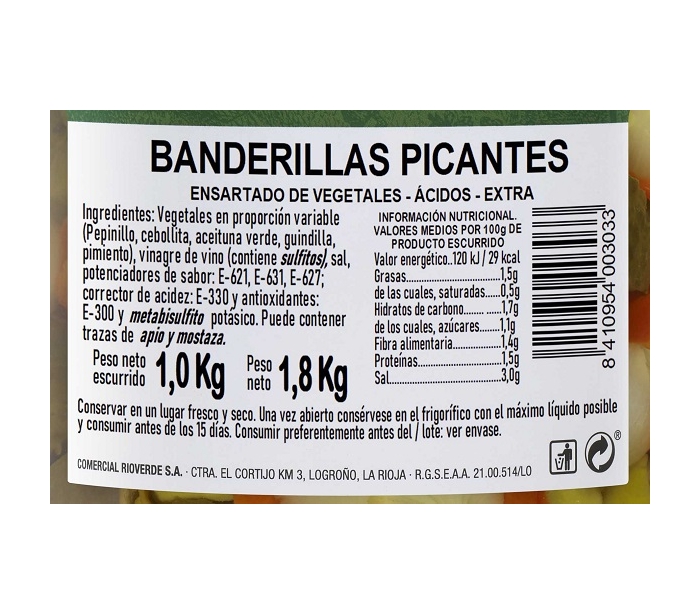 BANDERILLAS PICANTES
ENSARTADO DE VEGETALES - ÁCIDOS - EXTRA
Ingredientes: Vegetales en proporción variable
(Pepinillo, cebollita, aceituna verde, guindilla,
pimiento), vinagre de vino (contiene sulfitos), sal,
potenciadores de sabor: E-621, E-631, E-627;
corrector de acidez: E-330 y antioxidantes:
E-300 y metabisulfito potásico. Puede contener
trazas de apio y mostaza.
Peso neto escurrido 1,0 Kg
Peso neto 1,8 Kg
INFORMACIÓN NUTRICIONAL.
VALORES MEDIOS POR 100g DE
PRODUCTO ESCURRIDO
Valor energético..120 kJ / 29 kcal
Grasas.....1,5g
de las cuales, saturadas.....0,5g
Hidratos de carbono.....1,7g
de los cuales, azúcares.....1,1g
Fibra alimentaria.....1,4g
Proteínas.....1,5g
Sal.....3,0g
8 410954 003033
Conservar en un lugar fresco y seco. Una vez abierto consérvese en el frigorífico con el máximo líquido posible
y consumir antes de los 15 días. Consumir preferentemente antes del / lote: ver envase.
COMERCIAL RIOVERDE S.A. · CTRA. EL CORTIJO KM 3, LOGROÑO, LA RIOJA · R.G.S.E.A.A. 21.00.514/LO
®